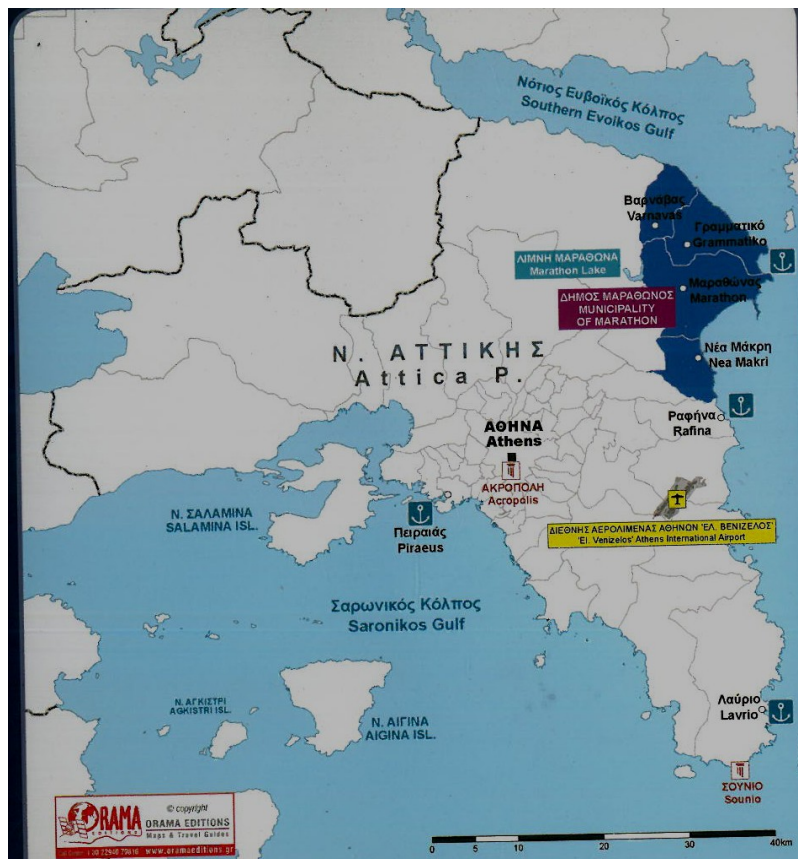 Νότιος Ευβοϊκός Κόλπος
Southern Evoikos Gulf
Βαρνάβας
Varnavas
Γραμματικό
Grammatiko
ΛΙΜΝΗ ΜΑΡΑΘΩΝΑ
Marathon Lake
Μαραθώνας
Marathon
ΔΗΜΟΣ ΜΑΡΑΘΩΝΟΣ
MUNICIPALITY
OF MARATHON
Νέα Μάκρη
Nea Makri
Ν. ΑΤΤΙΚΗΣ
Attica P.
Ραφήνα
Rafina
ΑΘΗΝΑ
Athens
ΑΚΡΟΠΟΛΗ
Acropolis
Ν. ΣΑΛΑΜΙΝΑ
SALAMINA ISL.
Πειραιάς
Piraeus
ΔΙΕΘΝΗΣ ΑΕΡΟΛΙΜΕΝΑΣ ΑΘΗΝΩΝ 'ΕΛ. ΒΕΝΙΖΕΛΟΣ'
'El. Venizelos' Athens International Airport
Σαρωνικός Κόλπος
Saronikos Gulf
Ν. ΑΓΚΙΣΤΡΙ
AGKISTRI ISL.
Ν. ΑΙΓΙΝΑ
AIGINA ISL.
Λαύριο
Lavrio
ΣΟΥΝΙΟ
Sounio
ORAMA
EDITIONS
© copyright
ORAMA EDITIONS
Maps & Travel Guides
www.oramaeditions.gr
0 5 10 20 30 40km